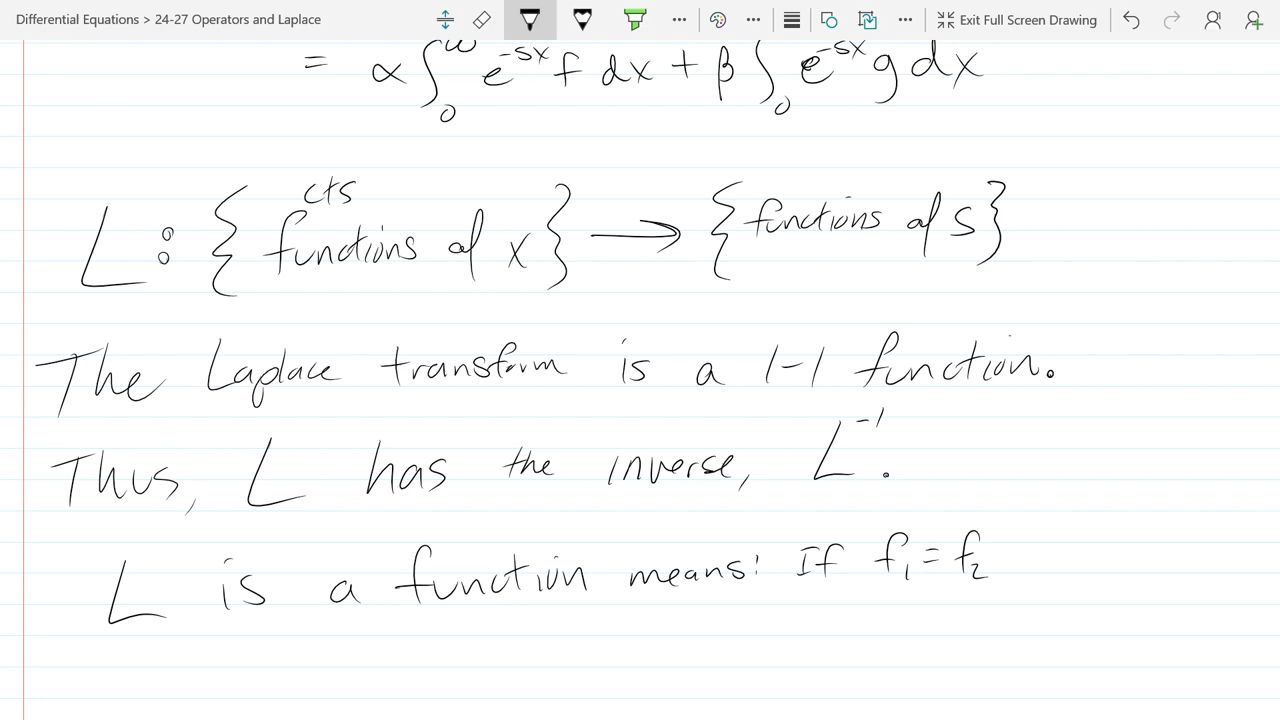 Differential Equations > 24-27 Operators and Laplace
Exit Full Screen Drawing
= α∫₀^∞ e^-sx f dx + β∫₀ e^-sx g dx
cts
L : { functions of x } → { functions of s }
The Laplace transform is a 1-1 function.
Thus, L has the inverse, L^-1.
L is a function means: If f₁ = f₂